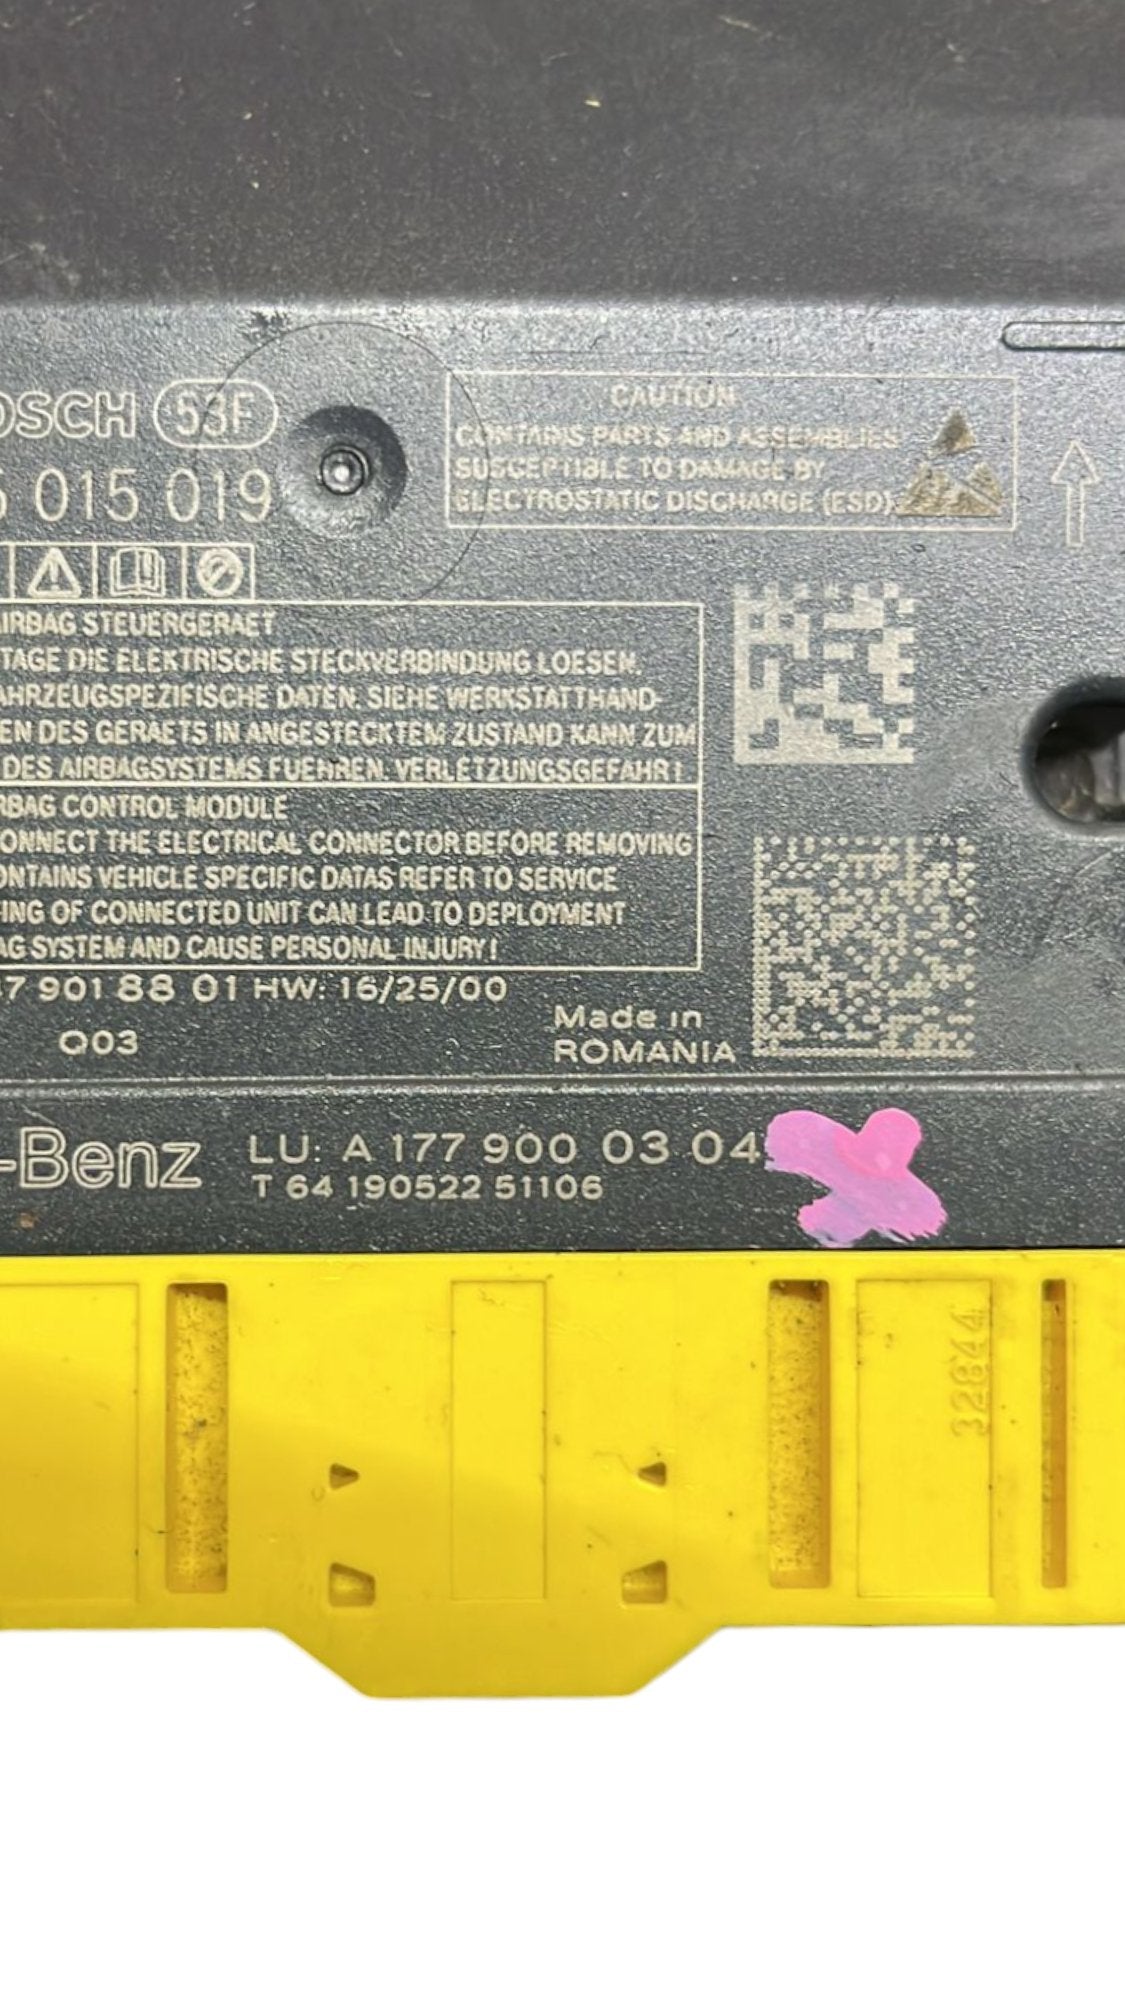 OSCH 53F
015 019
CAUTION
CONTAINS PARTS AND ASSEMBLIES
SUSCEPTIBLE TO DAMAGE BY
ELECTROSTATIC DISCHARGE (ESD)
AIRBAG STEUERGERAET
TAGE DIE ELEKTRISCHE STECKVERBINDUNG LOESEN.
AHRZEUGSPEZIFISCHE DATEN. SIEHE WERKSTATTHAND-
EN DES GERAETS IN ANGESTECKTEM ZUSTAND KANN ZUM
DES AIRBAGSYSTEMS FUEHREN. VERLETZUNGSGEFAHR!
RBAG CONTROL MODULE
ONNECT THE ELECTRICAL CONNECTOR BEFORE REMOVING
ONTAINS VEHICLE SPECIFIC DATAS REFER TO SERVICE
ING OF CONNECTED UNIT CAN LEAD TO DEPLOYMENT
AG SYSTEM AND CAUSE PERSONAL INJURY!
7 901 88 01 HW: 16/25/00
Q03
Made in
ROMANIA
-Benz
LU: A 177 900 03 04
T 64 190522 51106
32844